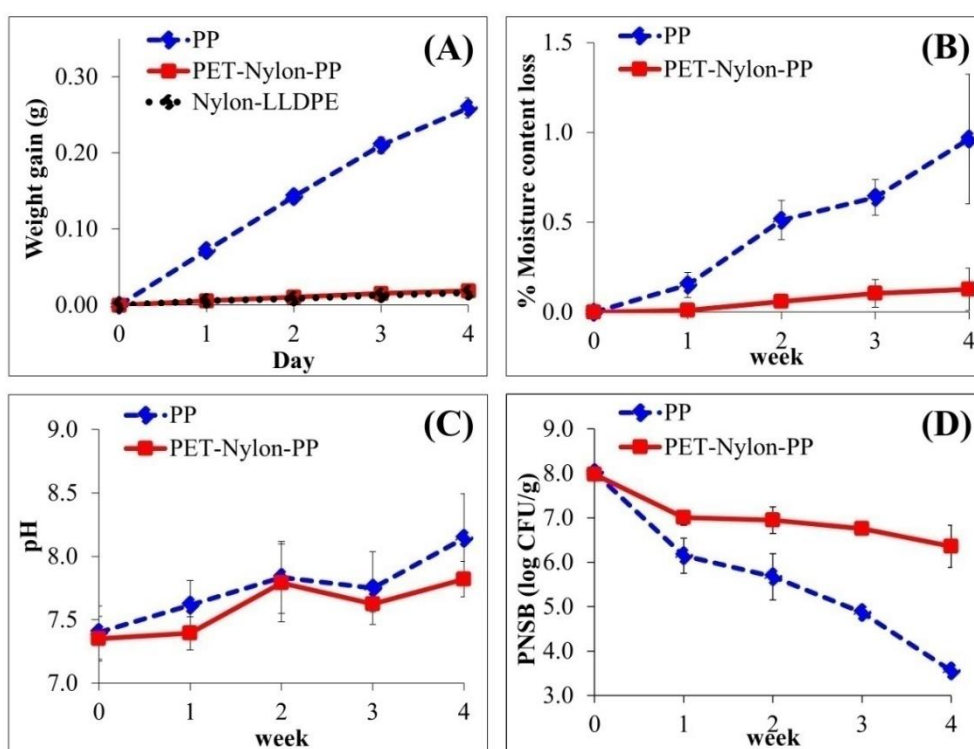 PP
PET-Nylon-PP
Nylon-LLDPE
(A)
Weight gain (g)
0.30
0.20
0.10
0.00
0 1 2 3 4
Day
PP
PET-Nylon-PP
(B)
% Moisture content loss
1.5
1.0
0.5
0.0
0 1 2 3 4
week
PP
PET-Nylon-PP
(C)
pH
9.0
8.5
8.0
7.5
7.0
0 1 2 3 4
week
PP
PET-Nylon-PP
(D)
PNSB (log CFU/g)
9.0
8.0
7.0
6.0
5.0
4.0
3.0
0 1 2 3 4
week